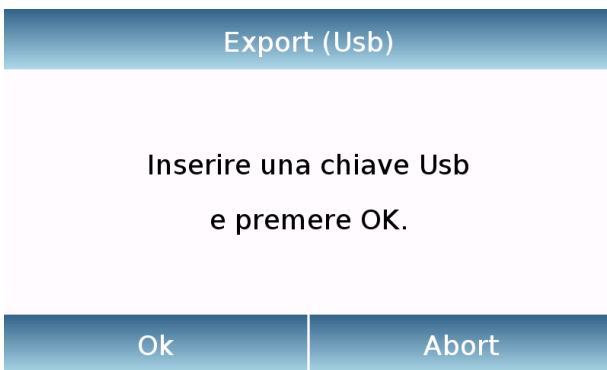 Export (Usb)
Inserire una chiave Usb
e premere OK.
Ok
Abort